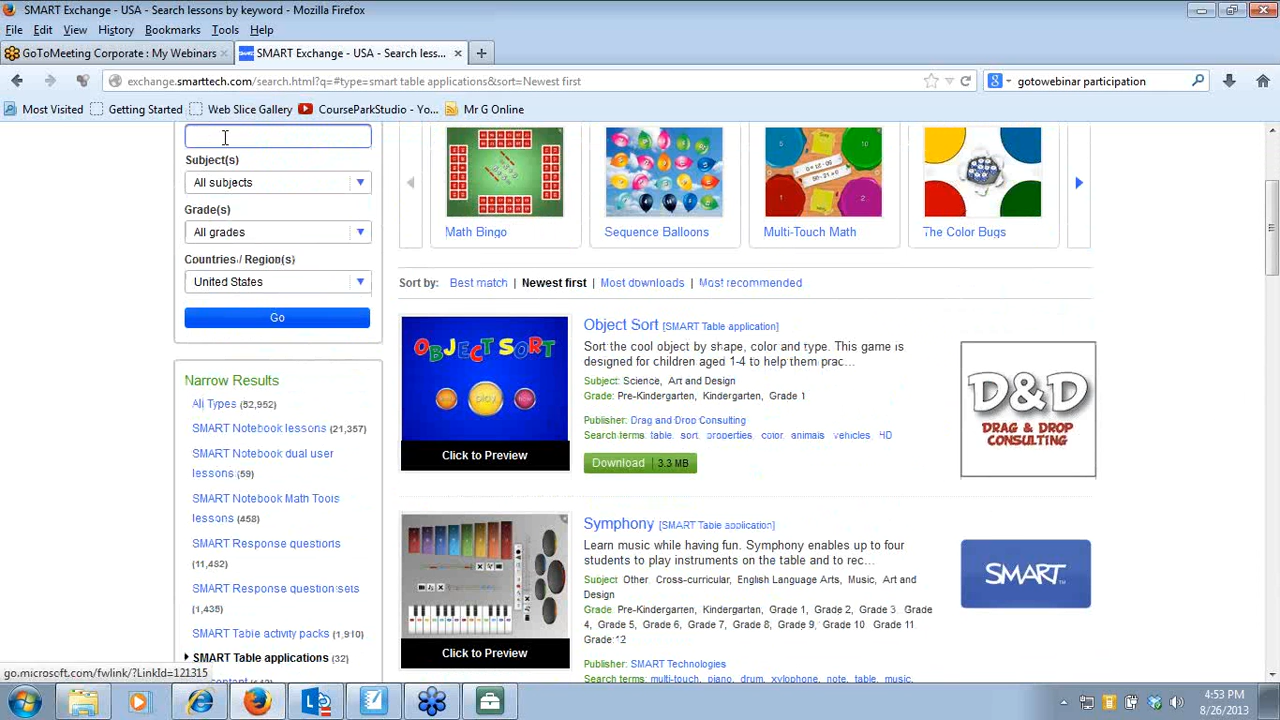 SMART Exchange - USA - Search lessons by keyword - Mozilla Firefox
File Edit View History Bookmarks Tools Help
GoToMeeting Corporate : My Webinars × SMART Exchange - USA - Search less... × +
exchange.smarttech.com/search.html?q=#type=smart table applications&sort=Newest first
gotowebinar participation
Most Visited Getting Started Web Slice Gallery CourseParkStudio - Yo... Mr G Online
Subject(s)
All subjects
Grade(s)
All grades
Countries / Region(s)
United States
Go
Math Bingo Sequence Balloons Multi-Touch Math The Color Bugs
Sort by: Best match | Newest first | Most downloads | Most recommended
Narrow Results
All Types (82,952)
SMART Notebook lessons (21,357)
SMART Notebook dual user
lessons (59)
SMART Notebook Math Tools
lessons (458)
SMART Response questions
(11,482)
SMART Response question sets
(1,435)
SMART Table activity packs (1,910)
SMART Table applications (32)
OBJECT SORT
Click to Preview
Object Sort [SMART Table application]
Sort the cool object by shape, color and type. This game is
designed for children aged 1-4 to help them prac...
Subject: Science, Art and Design
Grade: Pre-Kindergarten, Kindergarten, Grade 1
Publisher: Drag and Drop Consulting
Search terms table, sort, properties, color, animals, vehicles, HD
Download | 3.3 MB
D&D
DRAG & DROP
CONSULTING
Click to Preview
Symphony [SMART Table application]
Learn music while having fun. Symphony enables up to four
students to play instruments on the table and to rec...
Subject Other, Cross-curricular, English Language Arts, Music, Art and
Design
Grade Pre-Kindergarten, Kindergartan, Grade 1, Grade 2, Grade 3 Grade
4, Grade 5, Grade 6, Grade 7, Grade 8, Grade 9, Grade 10 Grade 11
Grade:12
Publisher: SMART Technologies
Search terms: multi-touch, piano, drum, xylophone, note, table, music,
SMART
go.microsoft.com/fwlink/?LinkId=121315
4:53 PM
8/26/2013